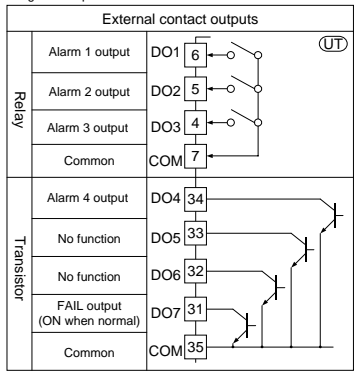 External contact outputs
UT
Relay
Alarm 1 output DO1 6
Alarm 2 output DO2 5
Alarm 3 output DO3 4
Common COM 7
Transistor
Alarm 4 output DO4 34
No function DO5 33
No function DO6 32
FAIL output
(ON when normal) DO7 31
Common COM 35